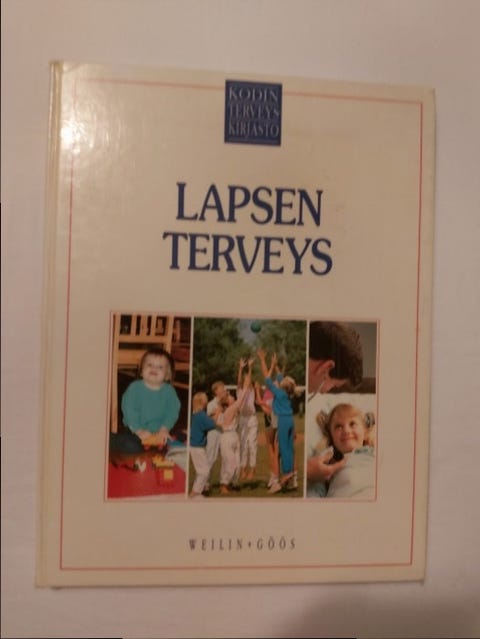 KODIN
TERVEYS
KIRJASTO
LAPSEN
TERVEYS
WEILIN+GÖÖS